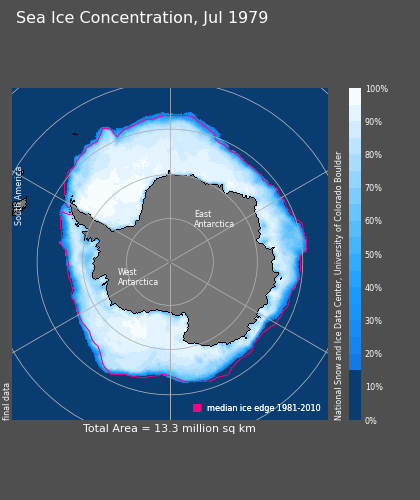 Sea Ice Concentration, Jul 1979
100%
90%
80%
70%
60%
50%
40%
30%
20%
10%
0%
National Snow and Ice Data Center, University of Colorado Boulder
South America
East
Antarctica
West
Antarctica
final data
median ice edge 1981-2010
Total Area = 13.3 million sq km